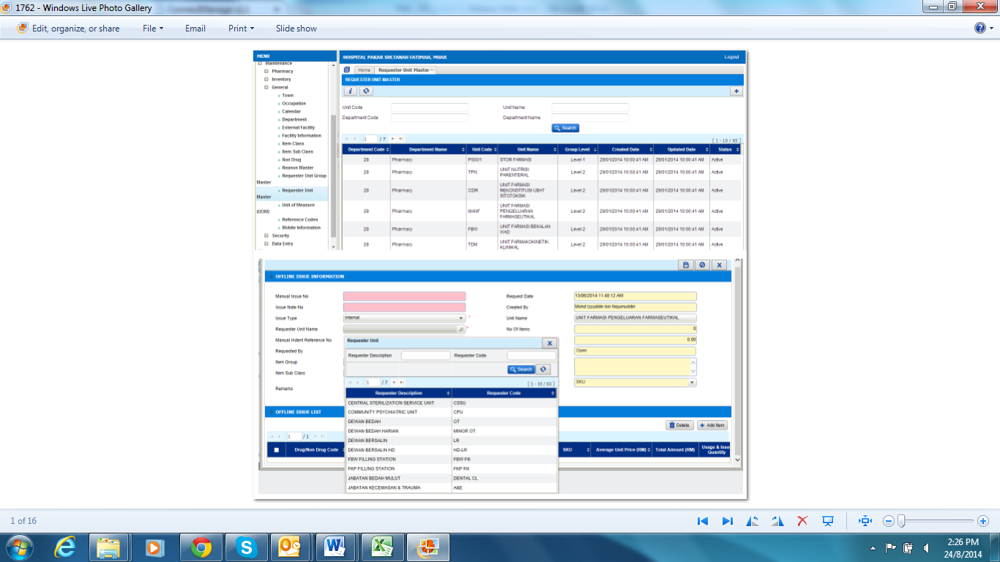 1762 - Windows Live Photo Gallery
Edit, organize, or share File Email Print Slide show
MENU
Maintenance
Pharmacy
Inventory
General
Town
Occupation
Calendar
Department
External Facility
Facility Information
Item Class
Item Sub Class
Non Drug
Reason Master
Requester Unit Group
Master
Requester Unit
Master
Unit of Measure
(UOM)
Reference Codes
Mobile Information
Security
Data Entry
HOSPITAL PAKAR SULTANAH FATIMAH, MUAR Logout
Home Requester Unit Master
REQUESTER UNIT MASTER
Unit Code Unit Name
Department Code Department Name
Search
1 / 7 [ 1 - 10 / 65 ]
Department Code Department Name Unit Code Unit Name Group Level Created Date Updated Date Status
28 Pharmacy PS001 STOR FARMASI Level 1 29/01/2014 10:00:41 AM 29/01/2014 10:00:41 AM Active
28 Pharmacy TPN UNIT NUTRISI PARENTERAL Level 2 29/01/2014 10:00:41 AM 29/01/2014 10:00:41 AM Active
28 Pharmacy CDR UNIT FARMASI REKONSTITUSI UBAT SITOTOKSIK Level 2 29/01/2014 10:00:41 AM 29/01/2014 10:00:41 AM Active
28 Pharmacy MANF UNIT FARMASI PENGELUARAN FARMASEUTIKAL Level 2 29/01/2014 10:00:41 AM 29/01/2014 10:00:41 AM Active
28 Pharmacy FBW UNIT FARMASI BEKALAN WAD Level 2 29/01/2014 10:00:41 AM 29/01/2014 10:00:41 AM Active
28 Pharmacy TDM UNIT FARMAKOKINETIK KLINIKAL Level 2 29/01/2014 10:00:41 AM 29/01/2014 10:00:41 AM Active
OFFLINE ISSUE INFORMATION
Manual Issue No Request Date 13/06/2014 11:40:12 AM
Issue Note No Created By Mohd Izzuddin bin Nojumuddin
Issue Type Internal * Unit Name UNIT FARMASI PENGELUARAN FARMASEUTIKAL
Requester Unit Name * No Of Items 0
Manual Indent Reference No 0.00
Requested By Open
Item Group
Item Sub Class SKU
Remarks
Requester Unit
Requester Description Requester Code
Search
1 / 7 [ 1 - 10 / 63 ]
Requester Description Requester Code
CENTRAL STERILIZATION SERVICE UNIT CSSU
COMMUNITY PSYCHIATRIC UNIT CPU
DEWAN BEDAH OT
DEWAN BEDAH HARIAN MINOR OT
DEWAN BERSALIN LR
DEWAN BERSALIN HD HD-LR
FBW FILLING STATION FBW Fill
FKP FILLING STATION FKP Fill
JABATAN BEDAH MULUT DENTAL CL
JABATAN KECEMASAN & TRAUMA A&E
OFFLINE ISSUE LIST
Delete Add Item
1 / 1
Drug/Non Drug Code SKU Average Unit Price (RM) Total Amount (RM) Usage & Issu Quantity
1 of 16
2:26 PM
24/8/2014